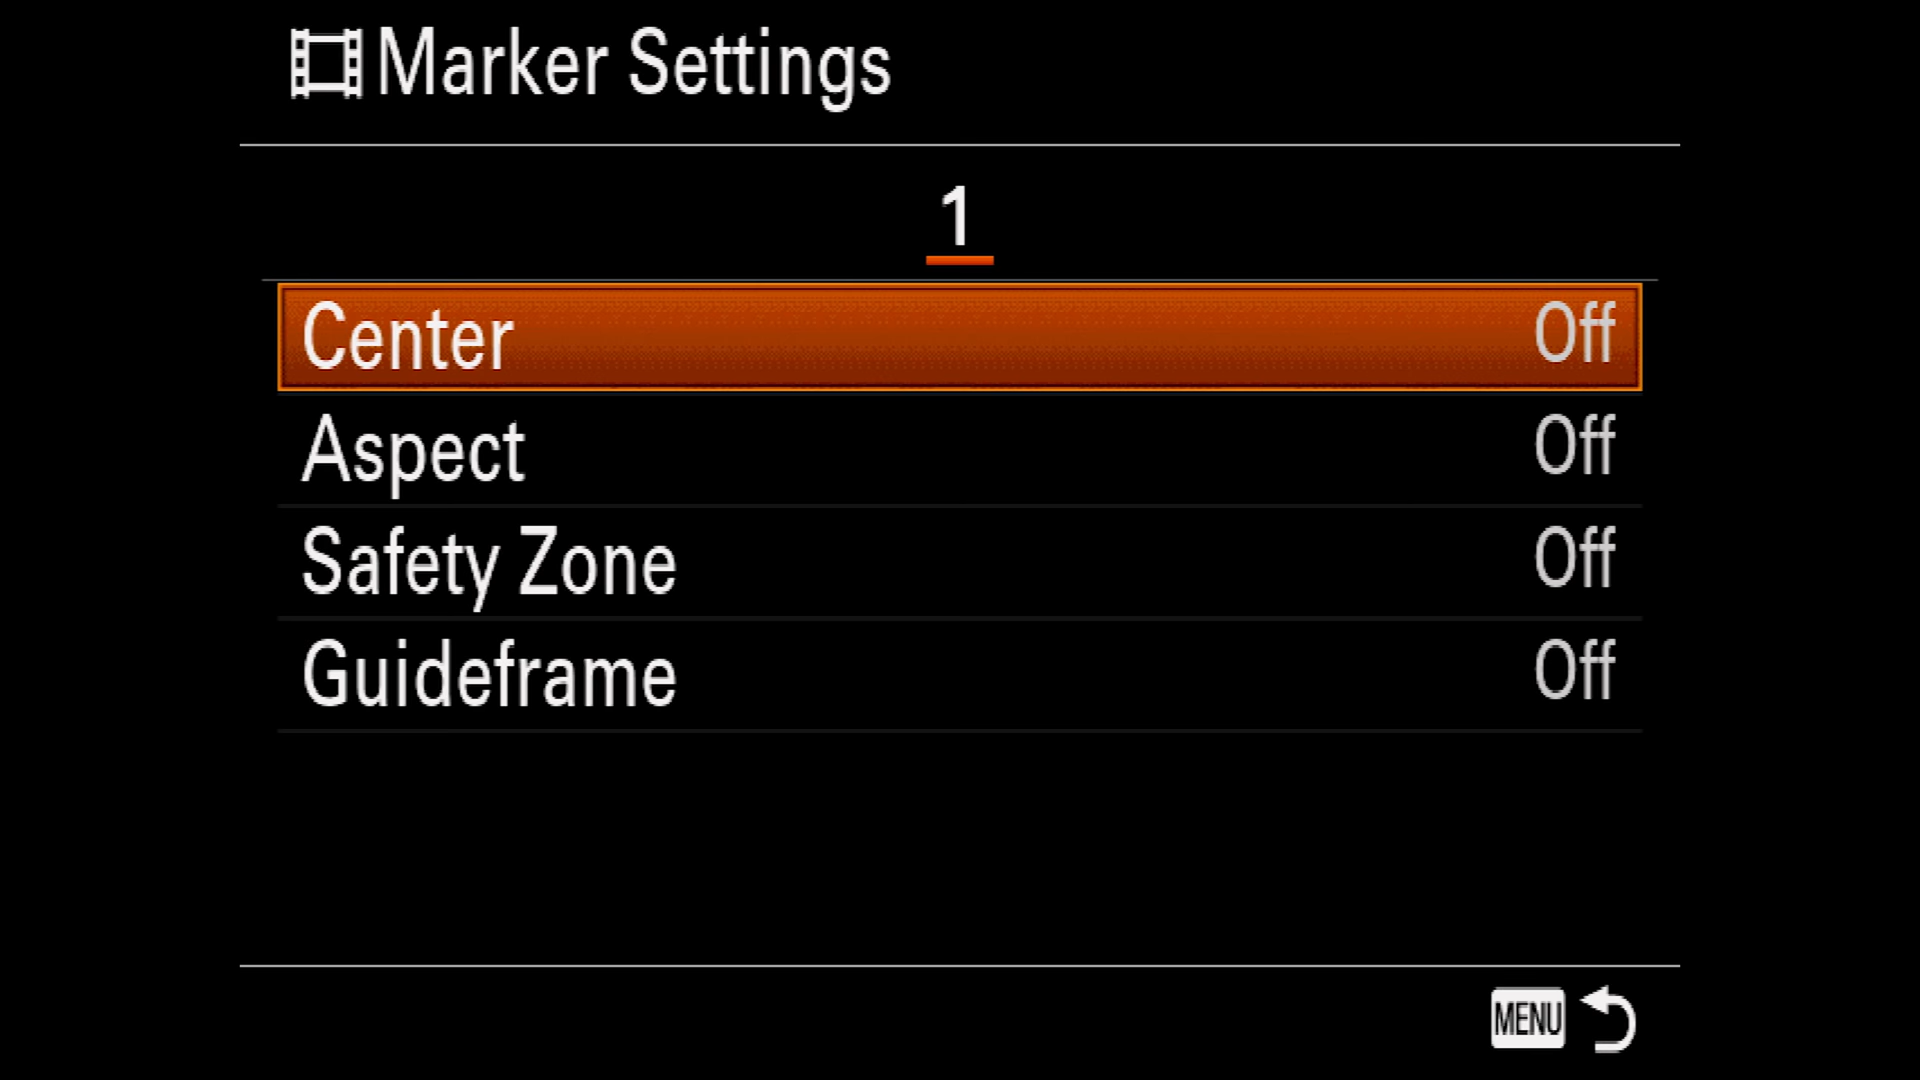 Marker Settings
1
Center Off
Aspect Off
Safety Zone Off
Guideframe Off
MENU